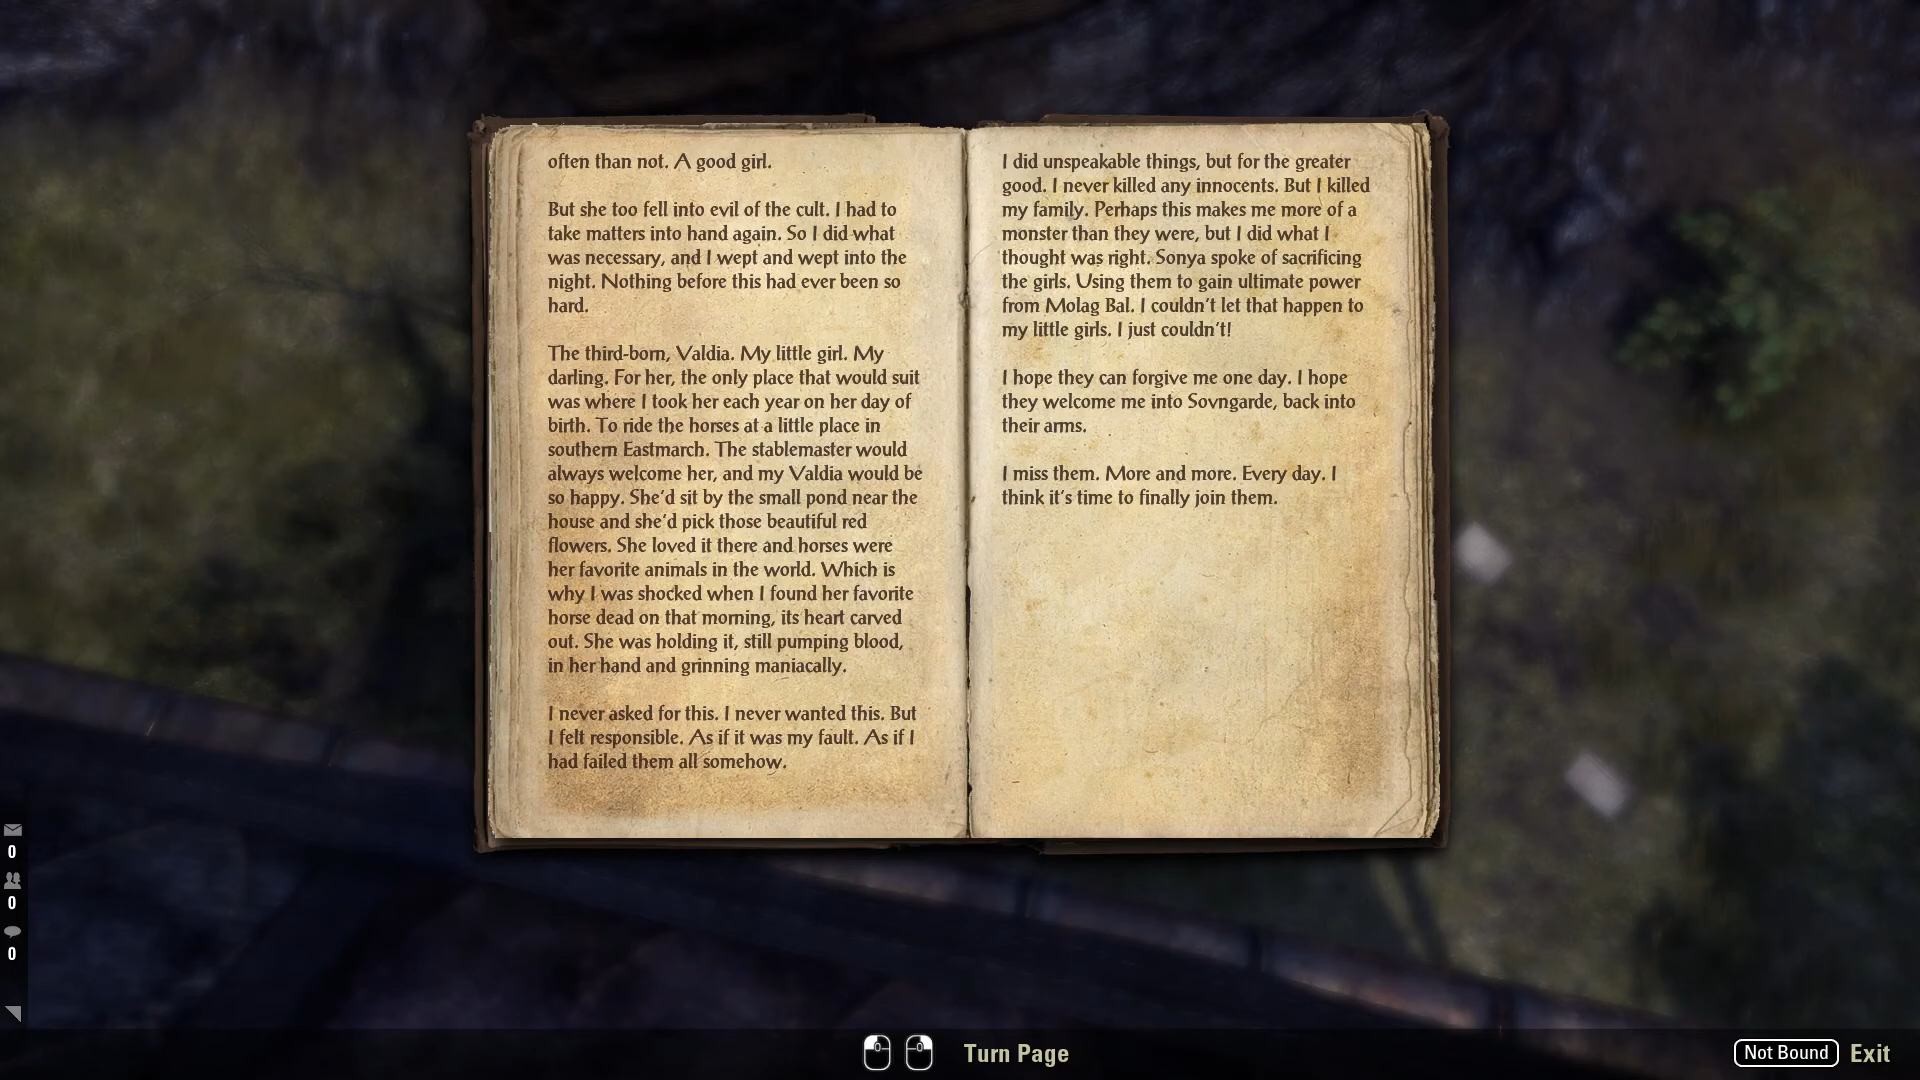 often than not. A good girl.
But she too fell into evil of the cult. I had to
take matters into hand again. So I did what
was necessary, and I wept and wept into the
night. Nothing before this had ever been so
hard.
The third-born, Valdia. My little girl. My
darling. For her, the only place that would suit
was where I took her each year on her day of
birth. To ride the horses at a little place in
southern Eastmarch. The stablemaster would
always welcome her, and my Valdia would be
so happy. She'd sit by the small pond near the
house and she'd pick those beautiful red
flowers. She loved it there and horses were
her favorite animals in the world. Which is
why I was shocked when I found her favorite
horse dead on that morning, its heart carved
out. She was holding it, still pumping blood,
in her hand and grinning maniacally.
I never asked for this. I never wanted this. But
I felt responsible. As if it was my fault. As if I
had failed them all somehow.
I did unspeakable things, but for the greater
good. I never killed any innocents. But I killed
my family. Perhaps this makes me more of a
monster than they were, but I did what I
thought was right. Sonya spoke of sacrificing
the girls. Using them to gain ultimate power
from Molag Bal. I couldn't let that happen to
my little girls. I just couldn't!
I hope they can forgive me one day. I hope
they welcome me into Sovngarde, back into
their arms.
I miss them. More and more. Every day. I
think it's time to finally join them.
0
0
0
Turn Page
Not Bound Exit